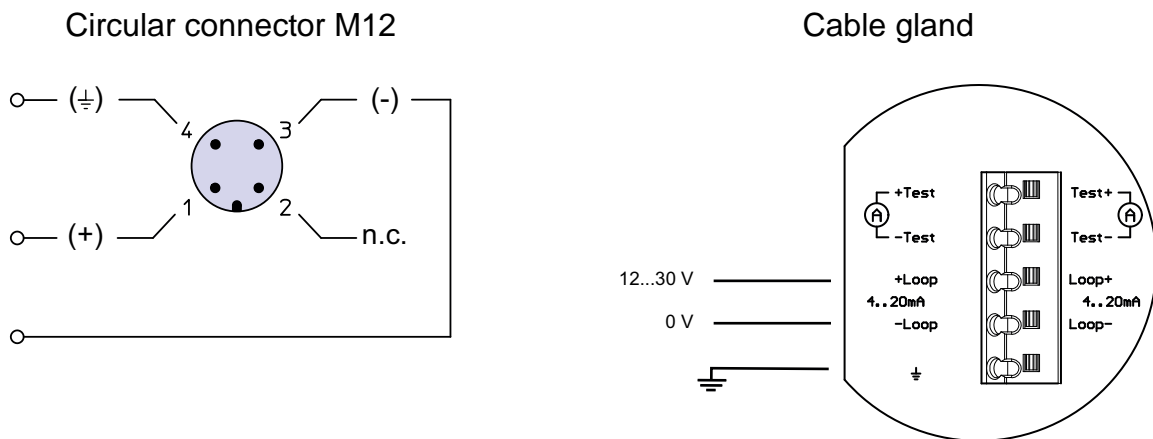 Circular connector M12
(⏚)
(-)
4
3
1
2
(+)
n.c.
Cable gland
+Test
Test+
A
A
-Test
Test-
12...30 V
+Loop
Loop+
4..20mA
4..20mA
0 V
-Loop
Loop-
⏚